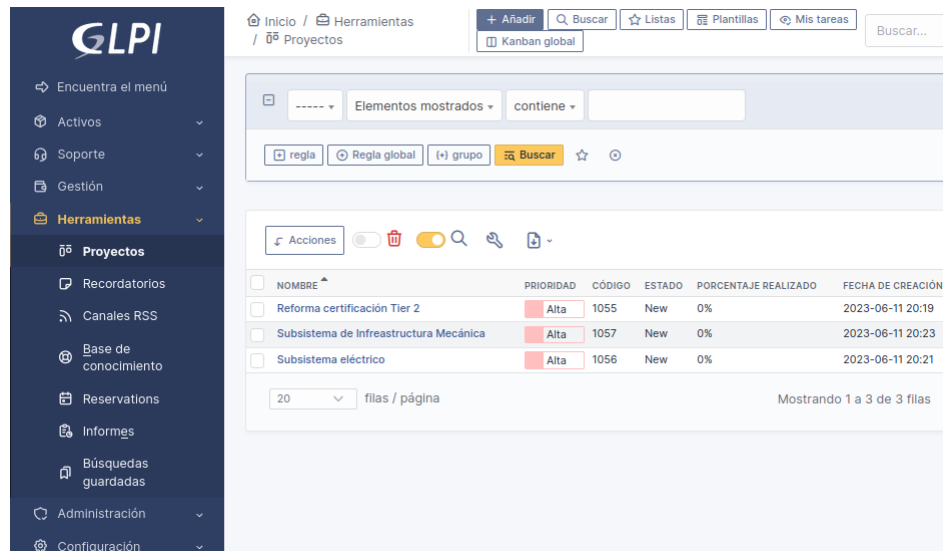 GLPI
Inicio / Herramientas
/ Proyectos
+ Añadir
Buscar
Listas
Plantillas
Mis tareas
Kanban global
Buscar...
Encuentra el menú
Activos
Soporte
Gestión
Herramientas
Proyectos
Recordatorios
Canales RSS
Base de
conocimiento
Reservations
Informes
Búsquedas
guardadas
Administración
Configuración
----- Elementos mostrados contiene
regla Regla global {+} grupo Buscar
Acciones
NOMBRE PRIORIDAD CÓDIGO ESTADO PORCENTAJE REALIZADO FECHA DE CREACIÓN
Reforma certificación Tier 2 Alta 1055 New 0% 2023-06-11 20:19
Subsistema de Infreastructura Mecánica Alta 1057 New 0% 2023-06-11 20:23
Subsistema eléctrico Alta 1056 New 0% 2023-06-11 20:21
20 filas / página Mostrando 1 a 3 de 3 filas